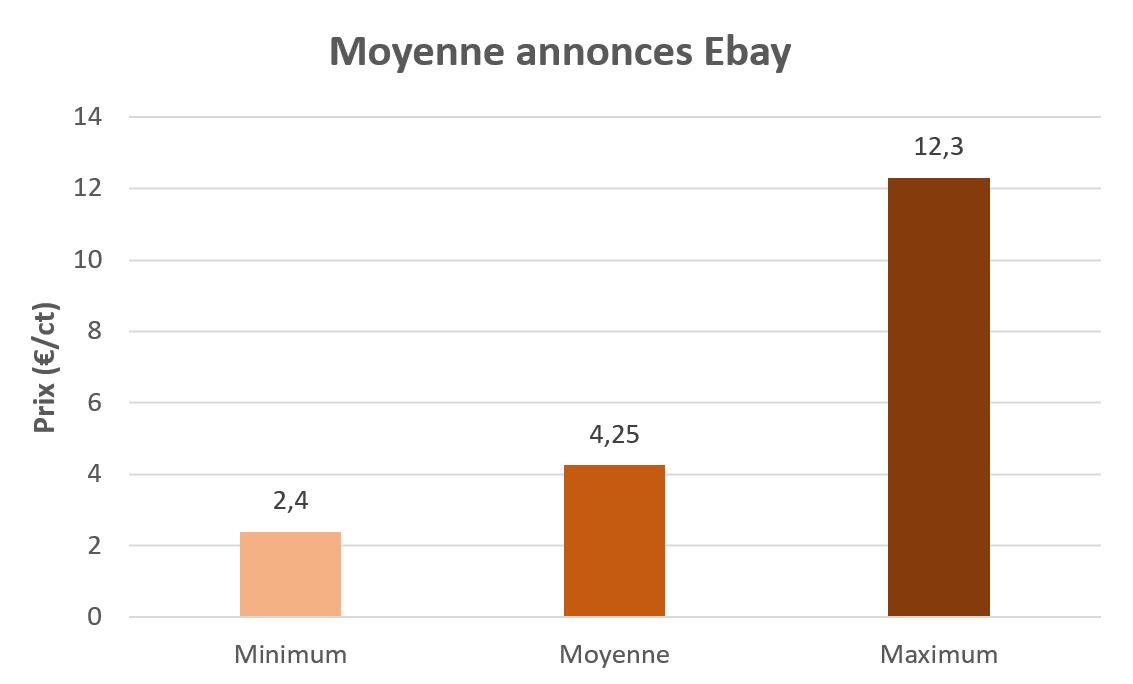 Moyenne annonces Ebay
14
12,3
12
10
8
6
4,25
4
2,4
2
0
Prix (€/ct)
Minimum
Moyenne
Maximum